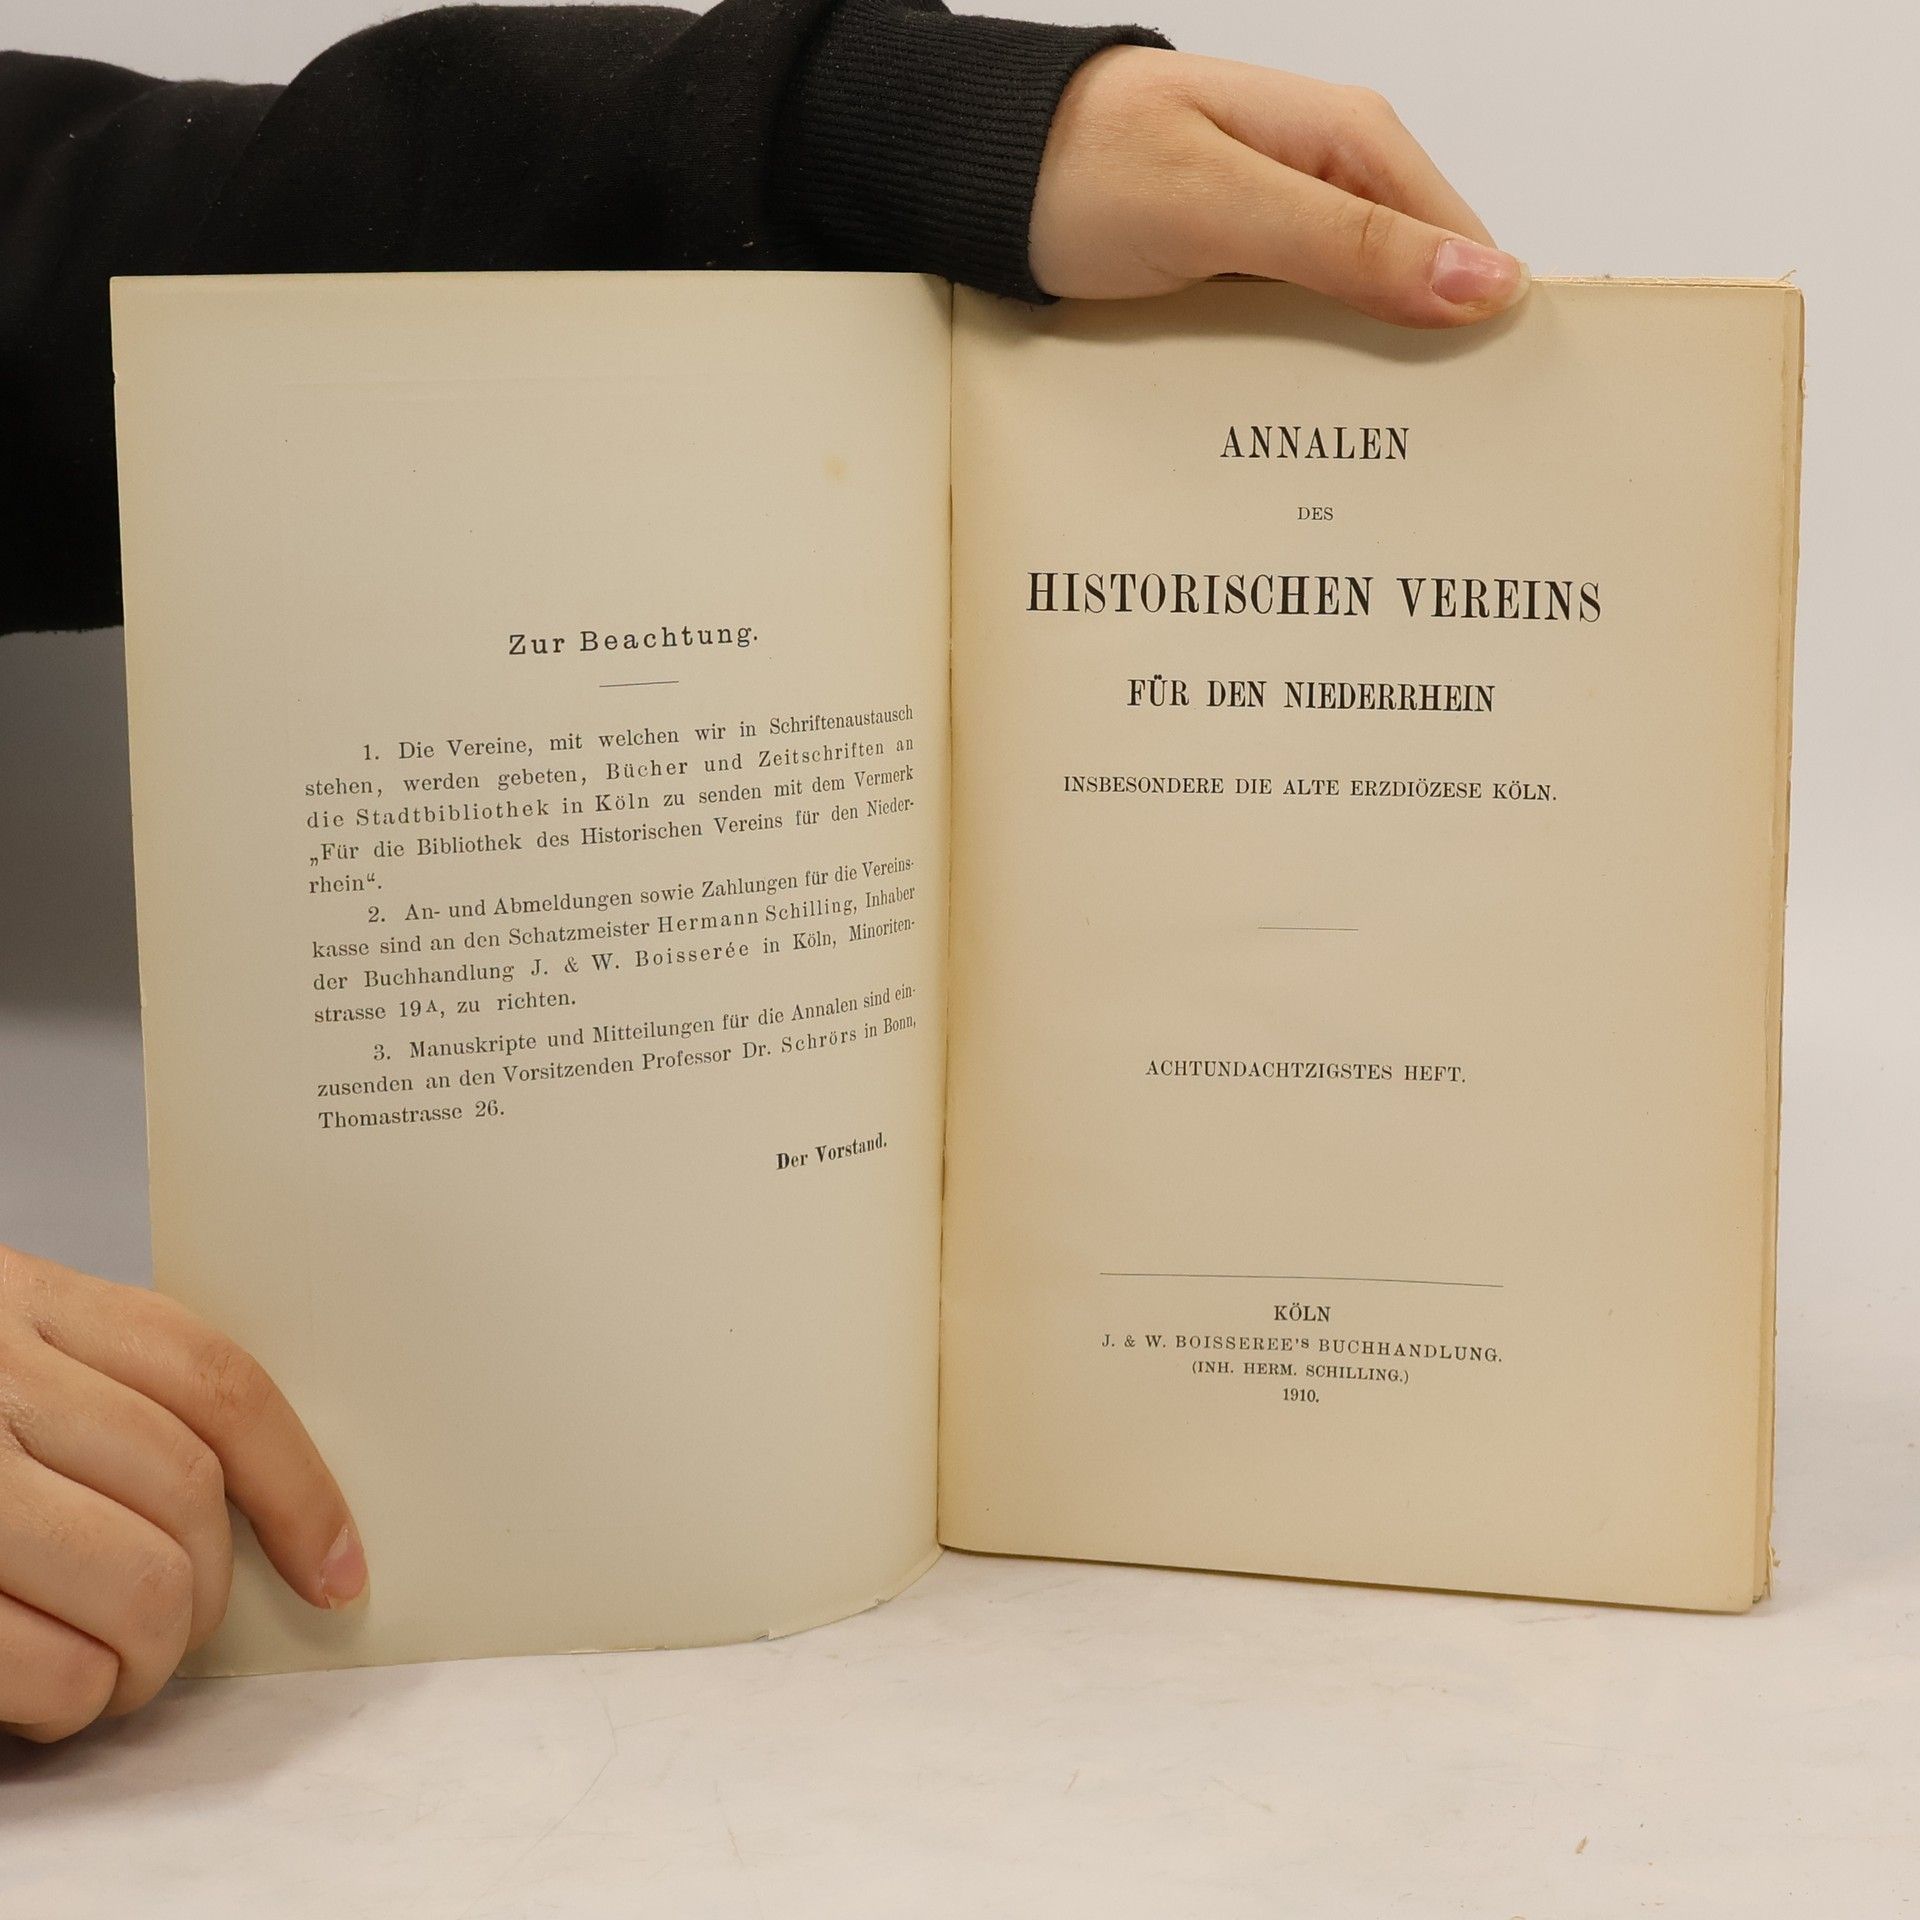 Zur Beachtung.
1. Die Vereine, mit welchen wir in Schriftenaustausch
stehen, werden gebeten, Bücher und Zeitschriften an
die Stadtbibliothek in Köln zu senden mit dem Vermerk
„Für die Bibliothek des Historischen Vereins für den Nieder-
rhein“.
2. An- und Abmeldungen sowie Zahlungen für die Vereins-
kasse sind an den Schatzmeister Hermann Schilling, Inhaber
der Buchhandlung J. & W. Boisserée in Köln, Minoriten-
strasse 19A, zu richten.
3. Manuskripte und Mitteilungen für die Annalen sind ein-
zusenden an den Vorsitzenden Professor Dr. Schrörs in Bonn,
Thomastrasse 26.
Der Vorstand.
ANNALEN
DES
HISTORISCHEN VEREINS
FÜR DEN NIEDERRHEIN
INSBESONDERE DIE ALTE ERZDIÖZESE KÖLN.
ACHTUNDACHTZIGSTES HEFT.
KÖLN
J. & W. BOISSEREE'S BUCHHANDLUNG.
(INH. HERM. SCHILLING.)
1910.